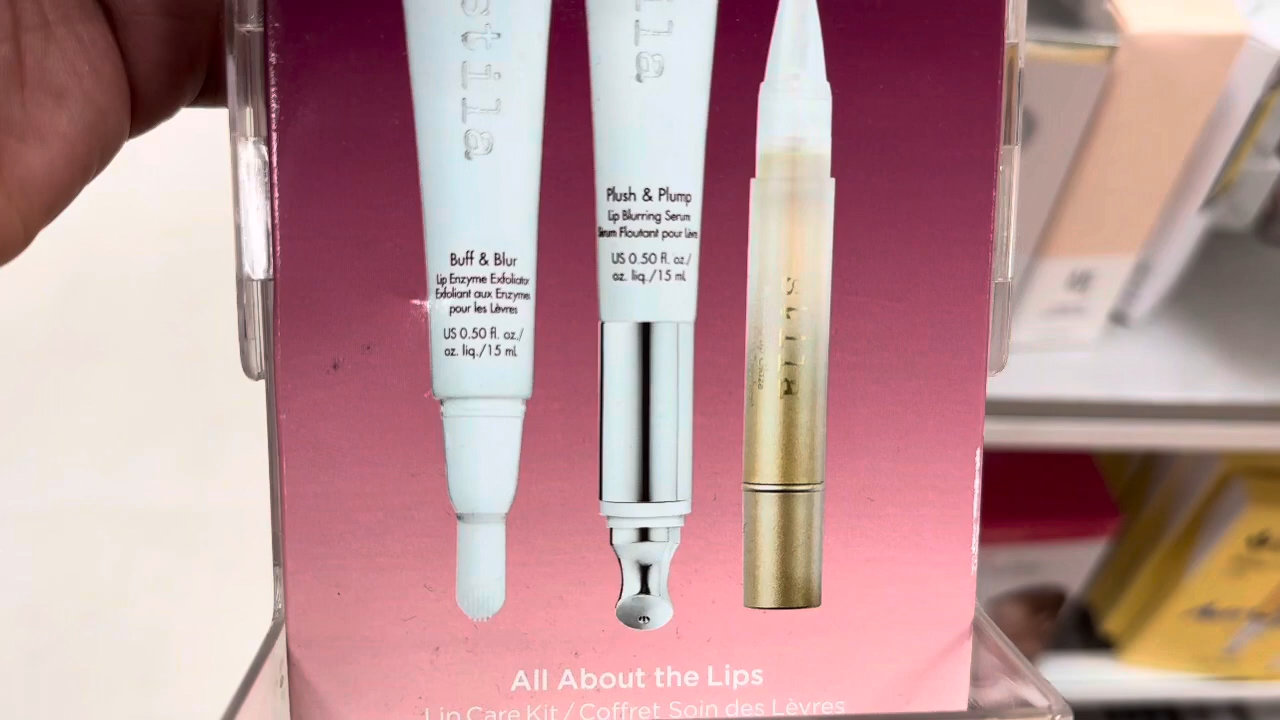 stila
Buff & Blur
Lip Enzyme Exfoliator
Exfoliant aux Enzymes
pour les Lèvres
US 0.50 fl. oz./
oz. liq./15 mL
Plush & Plump
Lip Blurring Serum
Sérum Floutant pour Lèvres
US 0.50 fl. oz./
oz. liq./15 mL
stila
All About the Lips
Lip Care Kit / Coffret Soin des Lèvres